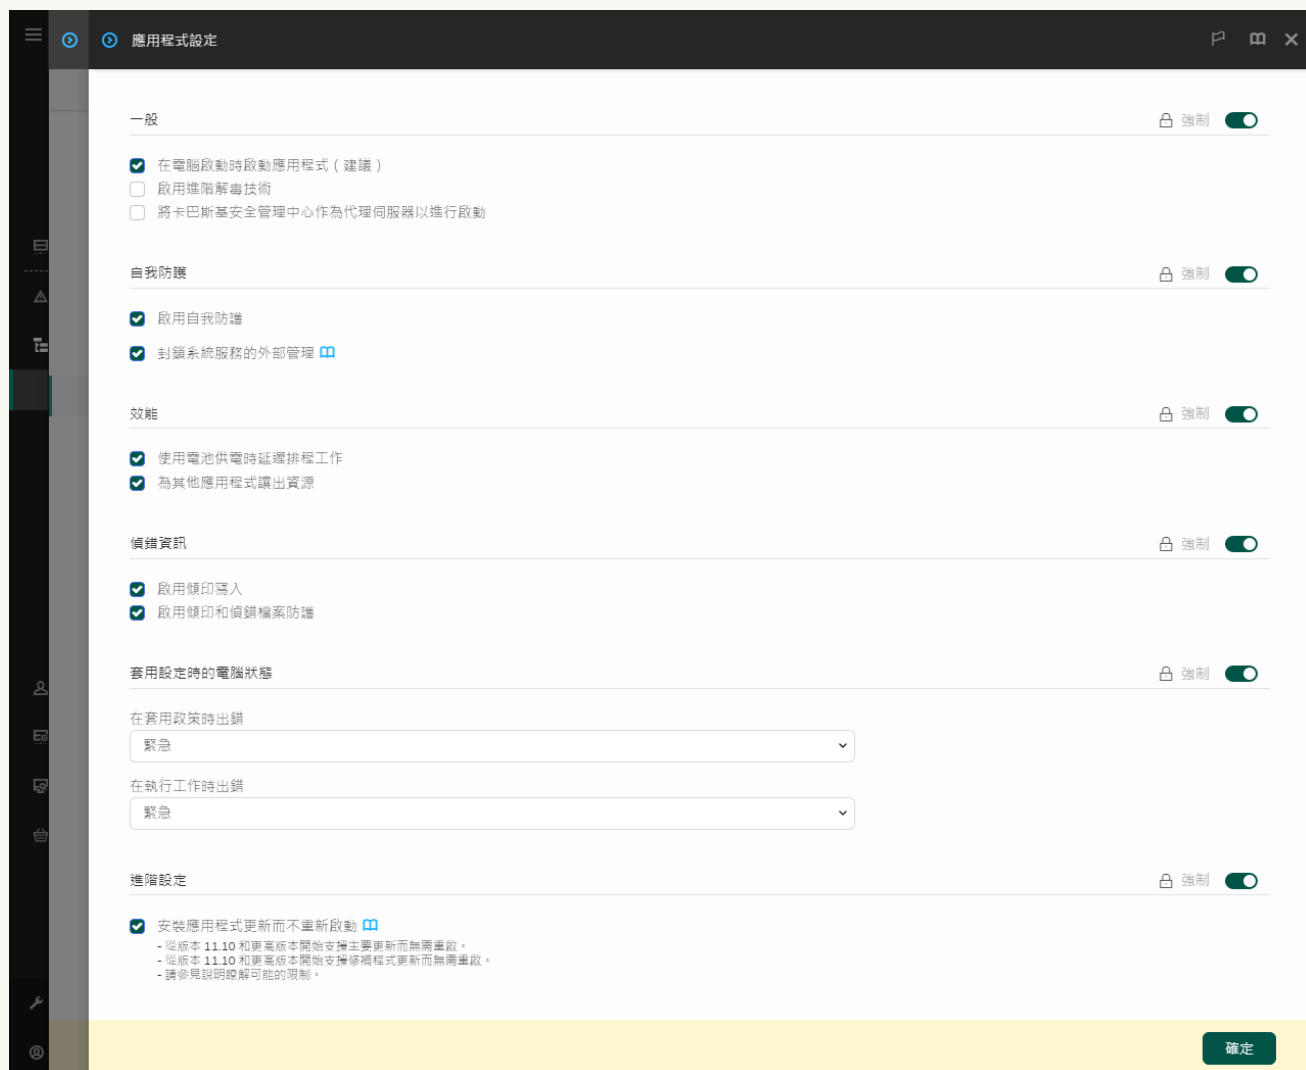 應用程式設定
一般
強制
在電腦啟動時啟動應用程式（建議）
啟用進階解毒技術
將卡巴斯基安全管理中心作為代理伺服器以進行啟動
自我防護
強制
啟用自我防護
封鎖系統服務的外部管理
效能
強制
使用電池供電時延遲排程工作
為其他應用程式讓出資源
偵錯資訊
強制
啟用傾印寫入
啟用傾印和偵錯檔案防護
套用設定時的電腦狀態
強制
在套用政策時出錯
緊急
在執行工作時出錯
緊急
進階設定
強制
安裝應用程式更新而不重新啟動
- 從版本 11.10 和更高版本開始支援主要更新而無需重啟。
- 從版本 11.10 和更高版本開始支援修補程式更新而無需重啟。
- 請參見說明瞭解可能的限制。
確定